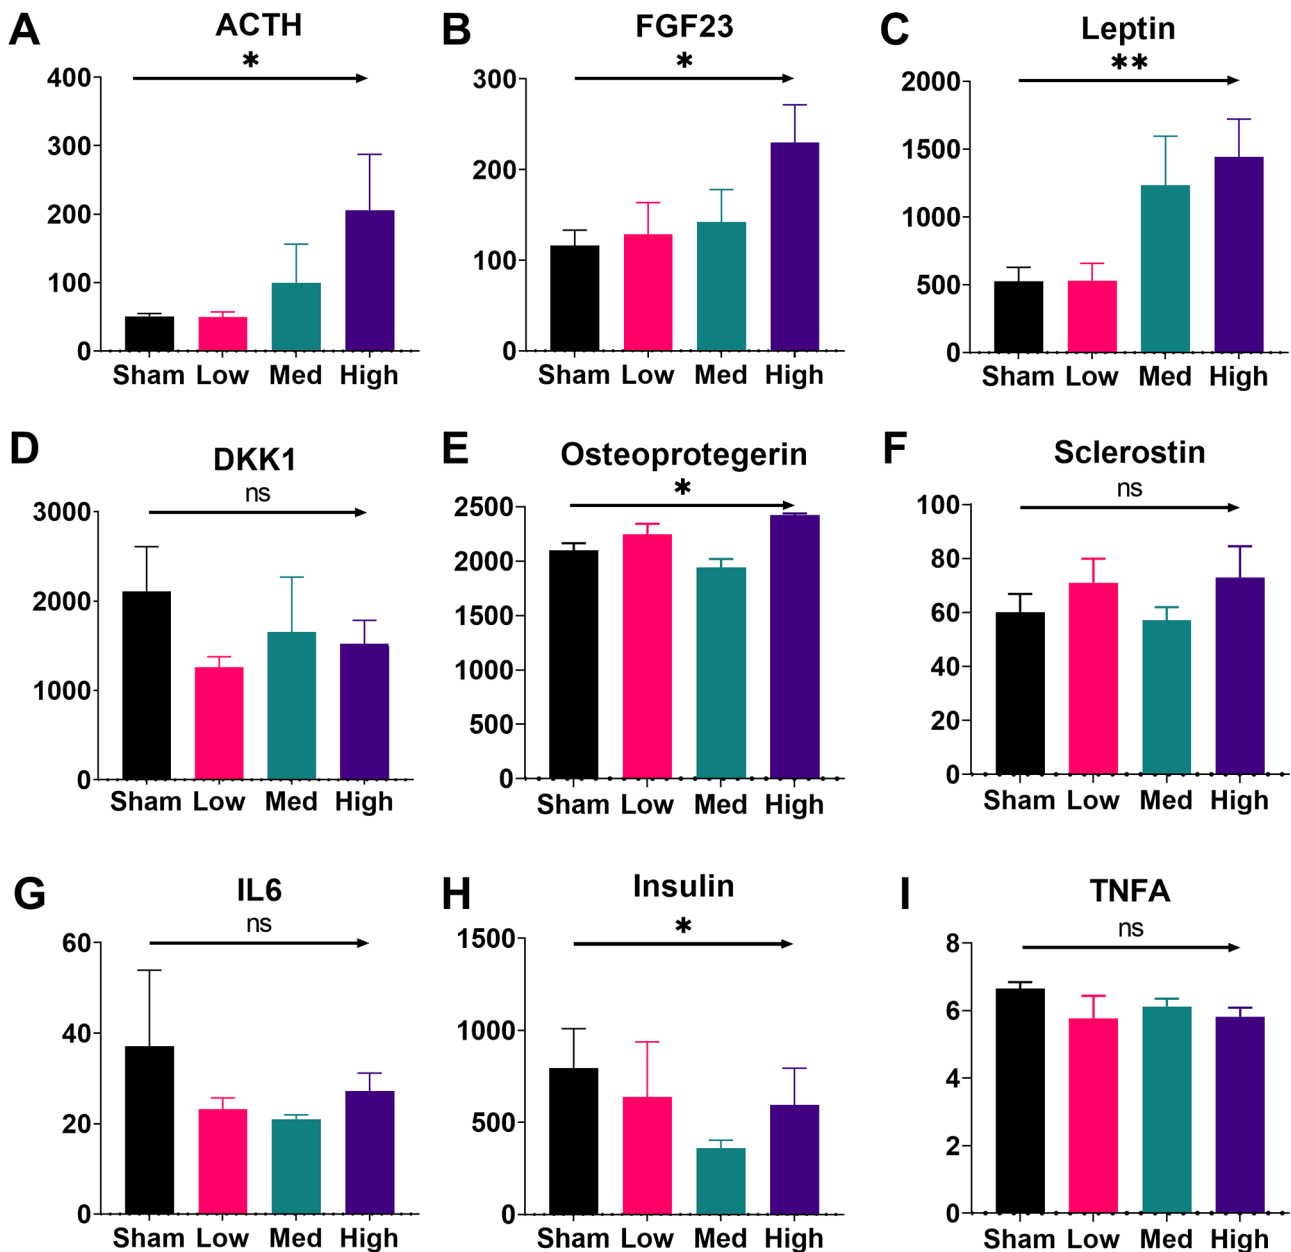 A
ACTH
*
400
300
200
100
0
Sham Low Med High
B
FGF23
*
300
200
100
0
Sham Low Med High
C
Leptin
**
2000
1500
1000
500
0
Sham Low Med High
D
DKK1
ns
3000
2000
1000
0
Sham Low Med High
E
Osteoprotegerin
*
2500
2000
1500
1000
500
0
Sham Low Med High
F
Sclerostin
ns
100
80
60
40
20
0
Sham Low Med High
G
IL6
ns
60
40
20
0
Sham Low Med High
H
Insulin
*
1500
1000
500
0
Sham Low Med High
I
TNFA
ns
8
6
4
2
0
Sham Low Med High